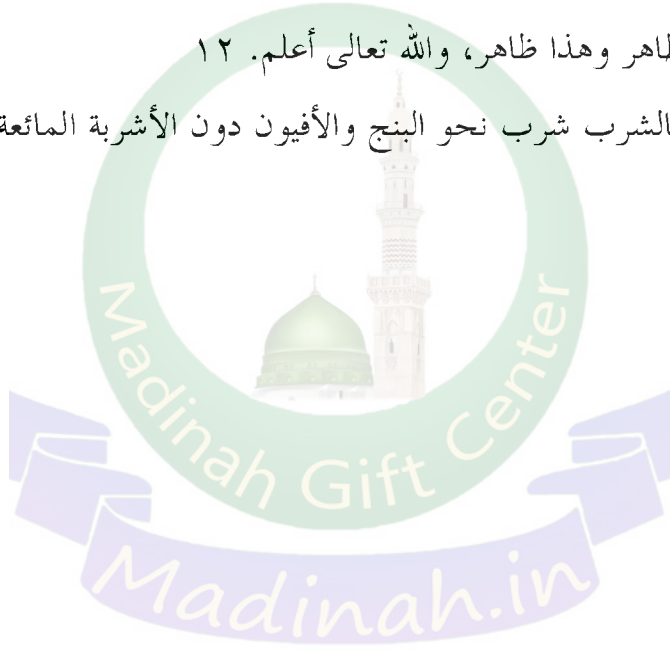 ظاهر وهذا ظاهر، والله تعالى أعلم. ١٢
بالشرب شرب نحو البنج والأفيون دون الأشربة المائعة
Madinah Gift Center
Madinah.in